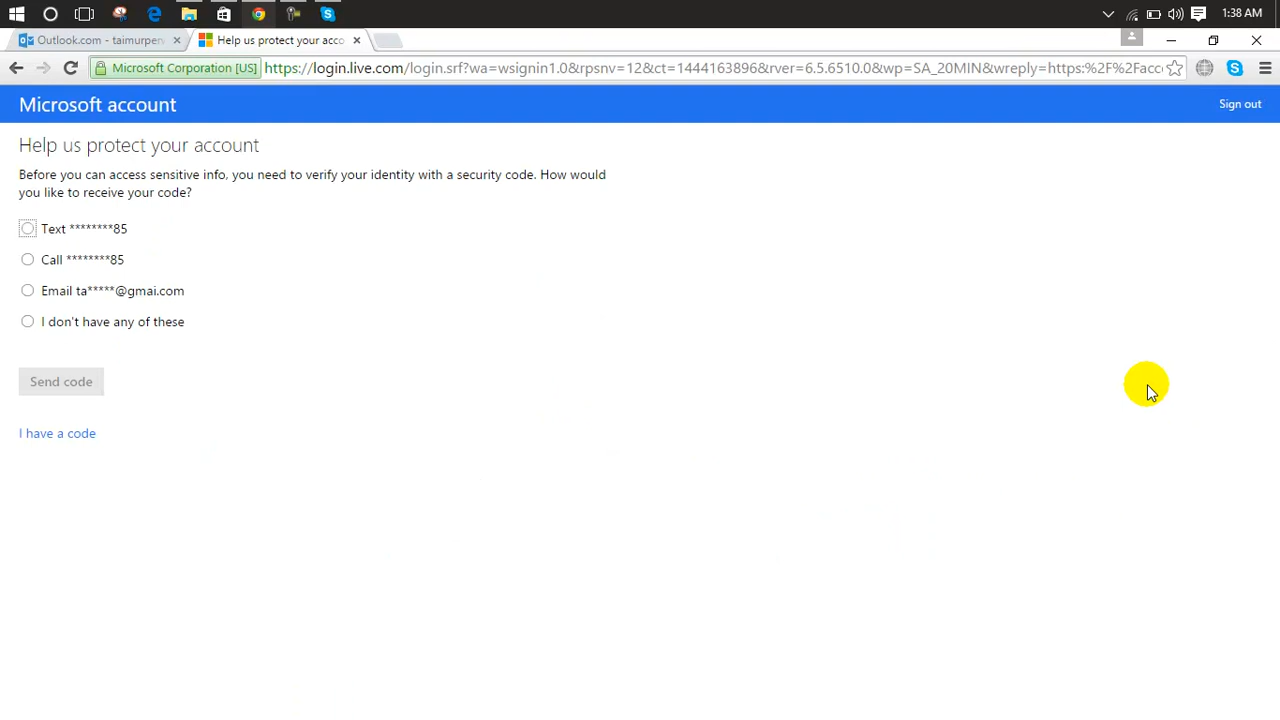 1:38 AM
Outlook.com - taimurper
Help us protect your acco
Microsoft Corporation [US] https://login.live.com/login.srf?wa=wsignin1.0&rpsnv=12&ct=1444163896&rver=6.5.6510.0&wp=SA_20MIN&wreply=https:%2F%2Facc
Microsoft account
Sign out
Help us protect your account
Before you can access sensitive info, you need to verify your identity with a security code. How would
you like to receive your code?
Text ********85
Call ********85
Email ta*****@gmai.com
I don't have any of these
Send code
I have a code